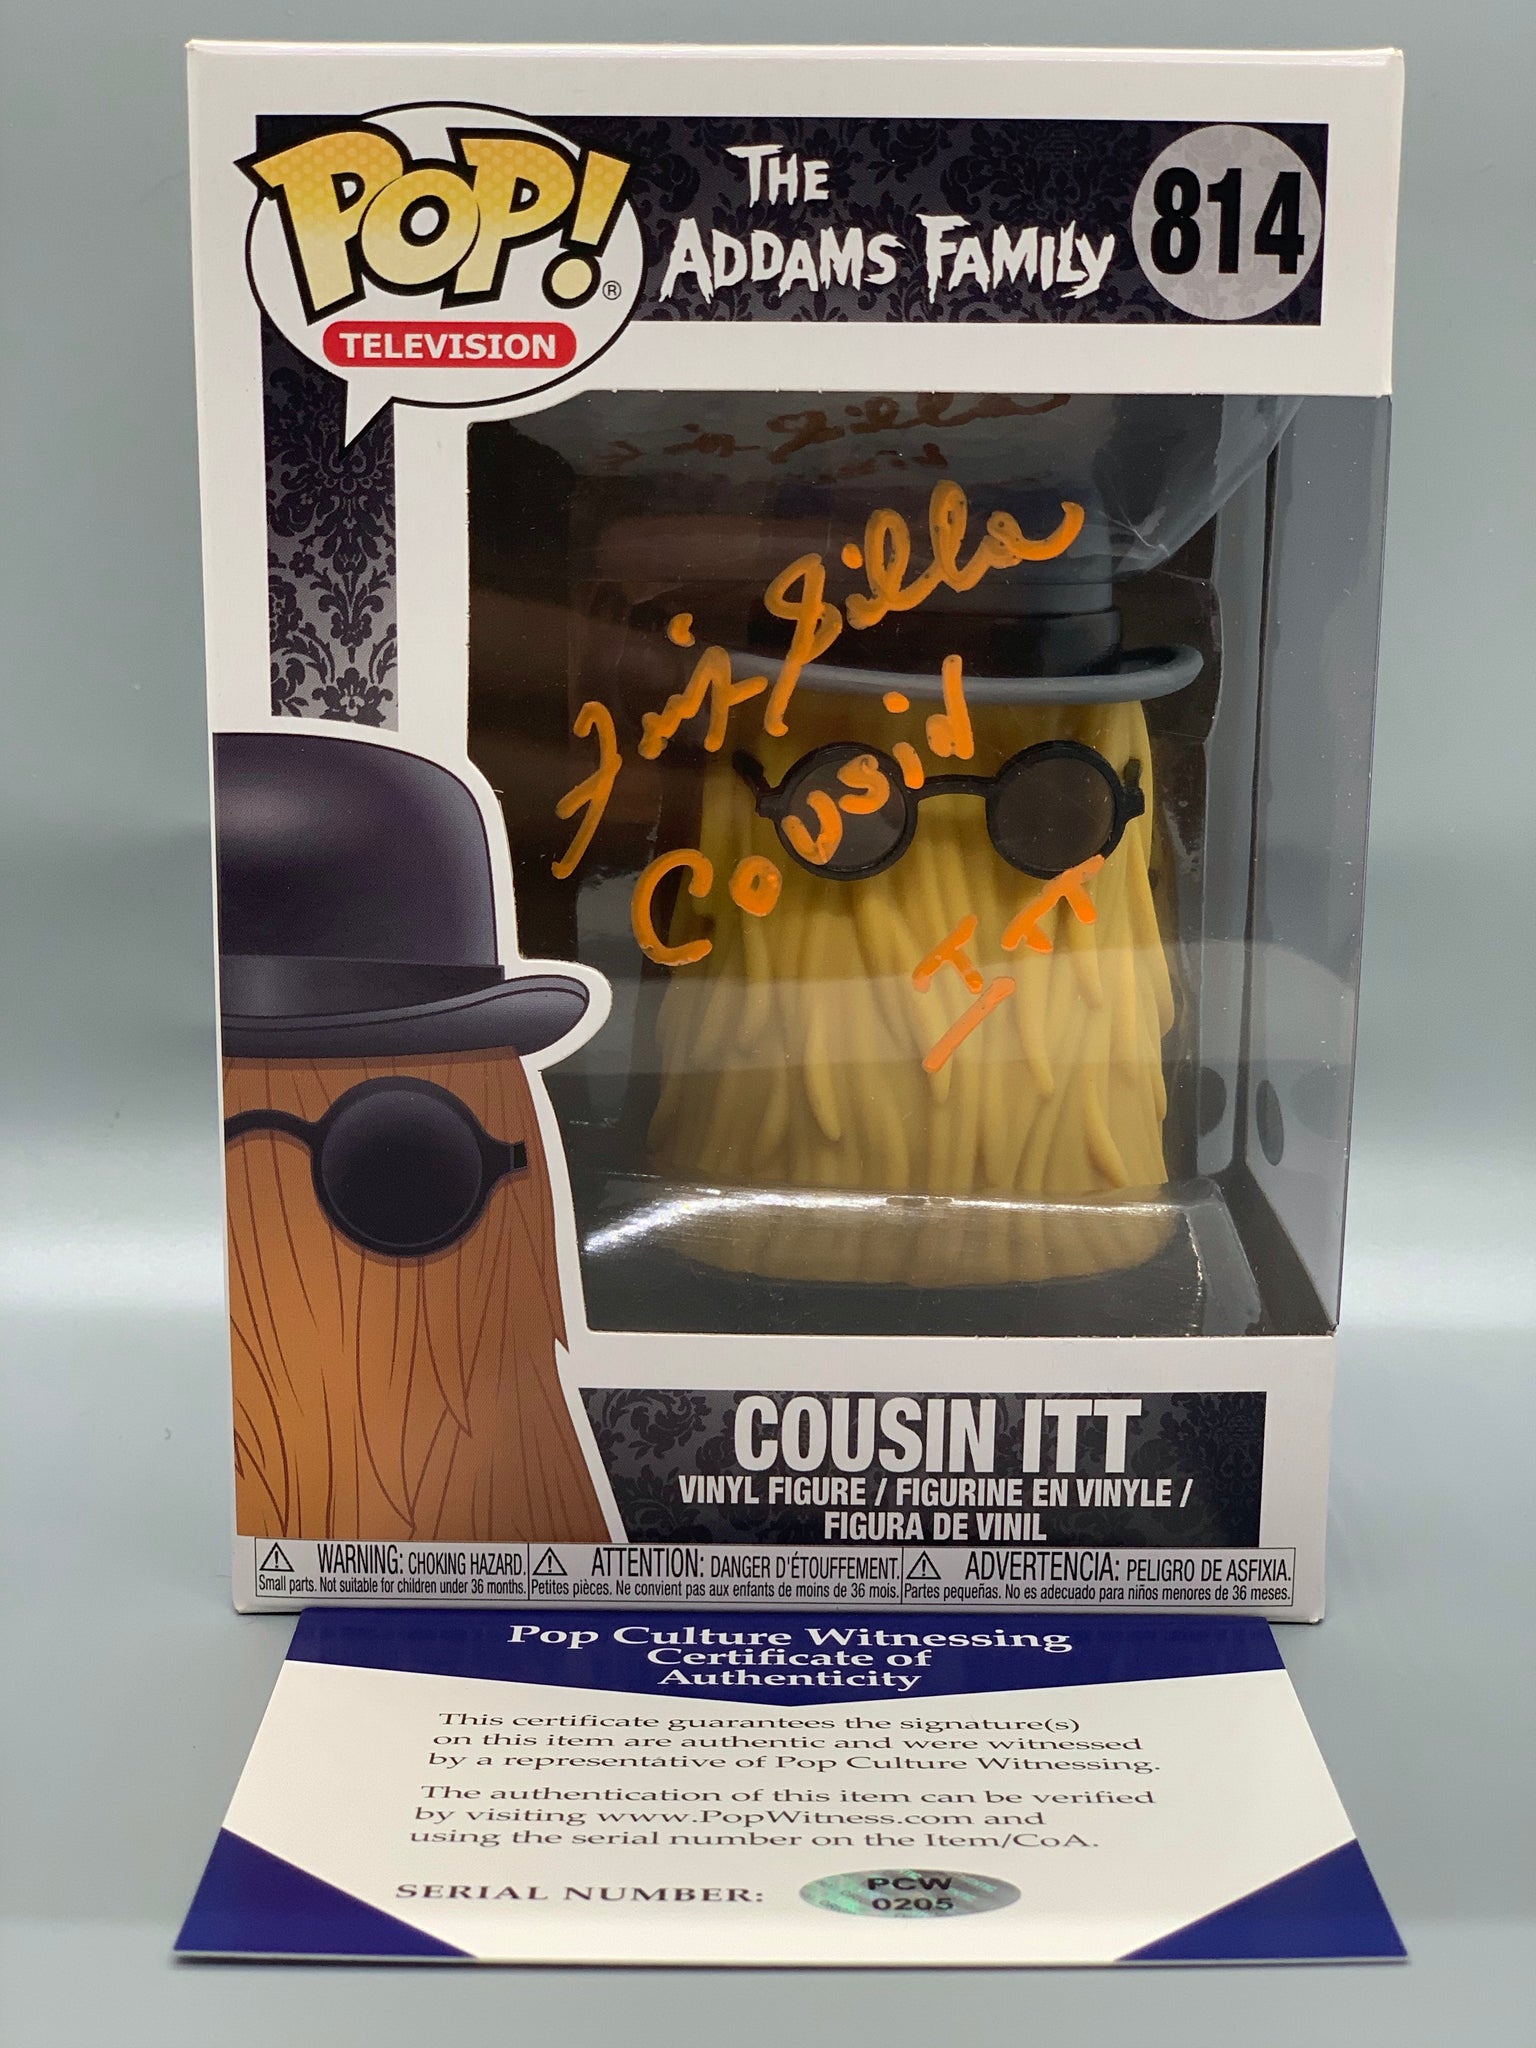 POP!®
TELEVISION
THE
ADDAMS FAMILY
814
Felix Silla
Cousin
ITT
COUSIN ITT
VINYL FIGURE / FIGURINE EN VINYLE /
FIGURA DE VINIL
WARNING: CHOKING HAZARD.
Small parts. Not suitable for children under 36 months.
ATTENTION: DANGER D'ÉTOUFFEMENT.
Petites pièces. Ne convient pas aux enfants de moins de 36 mois.
ADVERTENCIA: PELIGRO DE ASFIXIA.
Partes pequeñas. No es adecuado para niños menores de 36 meses.
Pop Culture Witnessing
Certificate of
Authenticity
This certificate guarantees the signature(s)
on this item are authentic and were witnessed
by a representative of Pop Culture Witnessing.
The authentication of this item can be verified
by visiting www.PopWitness.com and
using the serial number on the Item/CoA.
SERIAL NUMBER:
PCW
0205